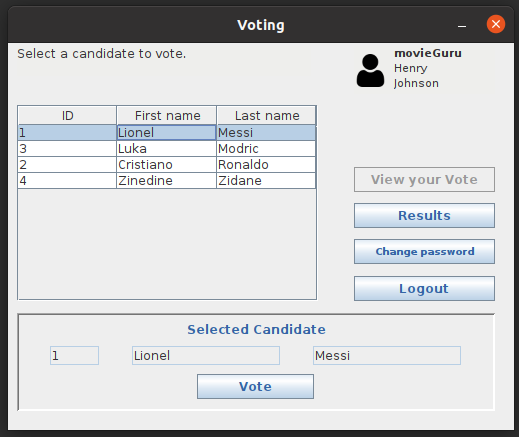 Voting
Select a candidate to vote.
movieGuru
Henry
Johnson
ID First name Last name
1 Lionel Messi
3 Luka Modric
2 Cristiano Ronaldo
4 Zinedine Zidane
View your Vote
Results
Change password
Logout
Selected Candidate
1 Lionel Messi
Vote